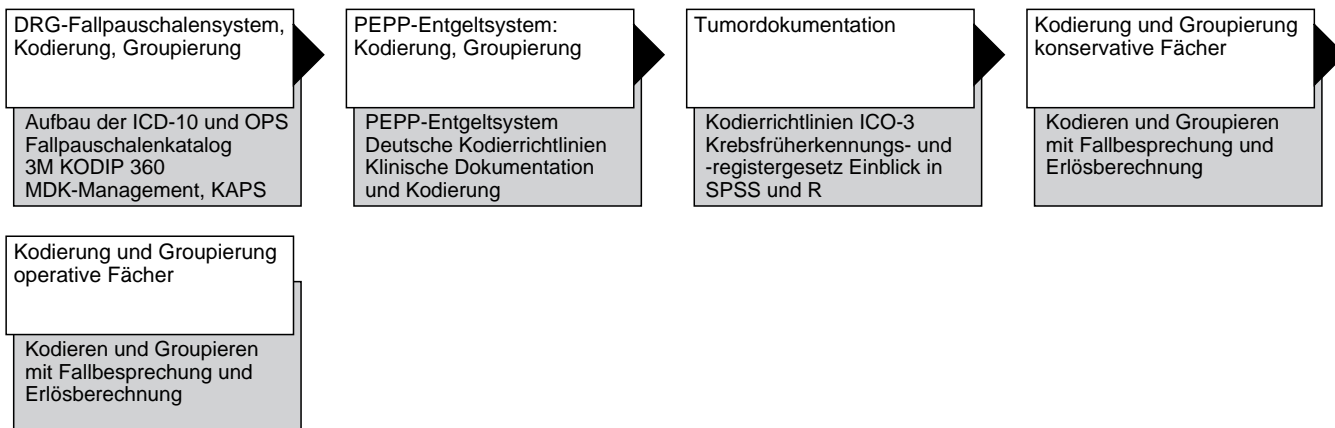 DRG-Fallpauschalensystem,
Kodierung, Groupierung
Aufbau der ICD-10 und OPS
Fallpauschalenkatalog
3M KODIP 360
MDK-Management, KAPS
PEPP-Entgeltsystem:
Kodierung, Groupierung
PEPP-Entgeltsystem
Deutsche Kodierrichtlinien
Klinische Dokumentation
und Kodierung
Tumordokumentation
Kodierrichtlinien ICO-3
Krebsfrüherkennungs- und
-registergesetz Einblick in
SPSS und R
Kodierung und Groupierung
konservative Fächer
Kodieren und Groupieren
mit Fallbesprechung und
Erlösberechnung
Kodierung und Groupierung
operative Fächer
Kodieren und Groupieren
mit Fallbesprechung und
Erlösberechnung